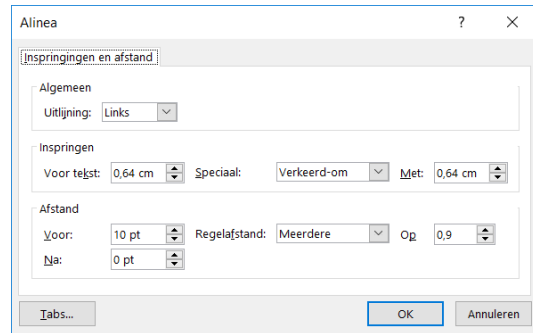 Alinea ?
Inspringingen en afstand
Algemeen
Uitlijning: Links
Inspringen
Voor tekst: 0,64 cm Speciaal: Verkeerd-om Met: 0,64 cm
Afstand
Voor: 10 pt Regelafstand: Meerdere Op 0,9
Na: 0 pt
Tabs... OK Annuleren